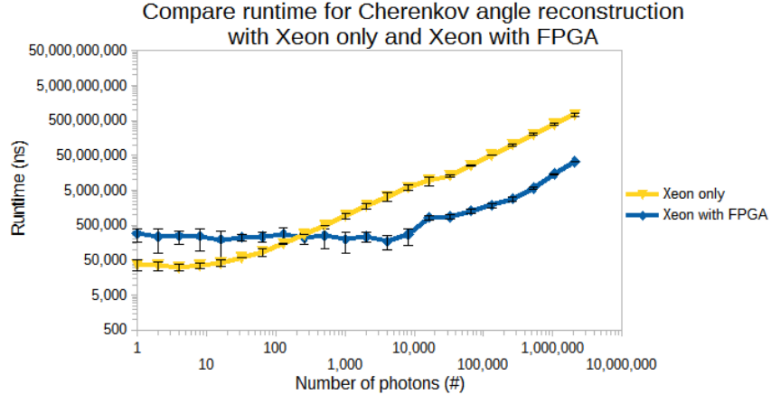 Compare runtime for Cherenkov angle reconstruction
with Xeon only and Xeon with FPGA
50,000,000,000
5,000,000,000
500,000,000
50,000,000
5,000,000
500,000
50,000
5,000
500
Runtime (ns)
Xeon only
Xeon with FPGA
1
100
10,000
1,000,000
10
1,000
100,000
10,000,000
Number of photons (#)